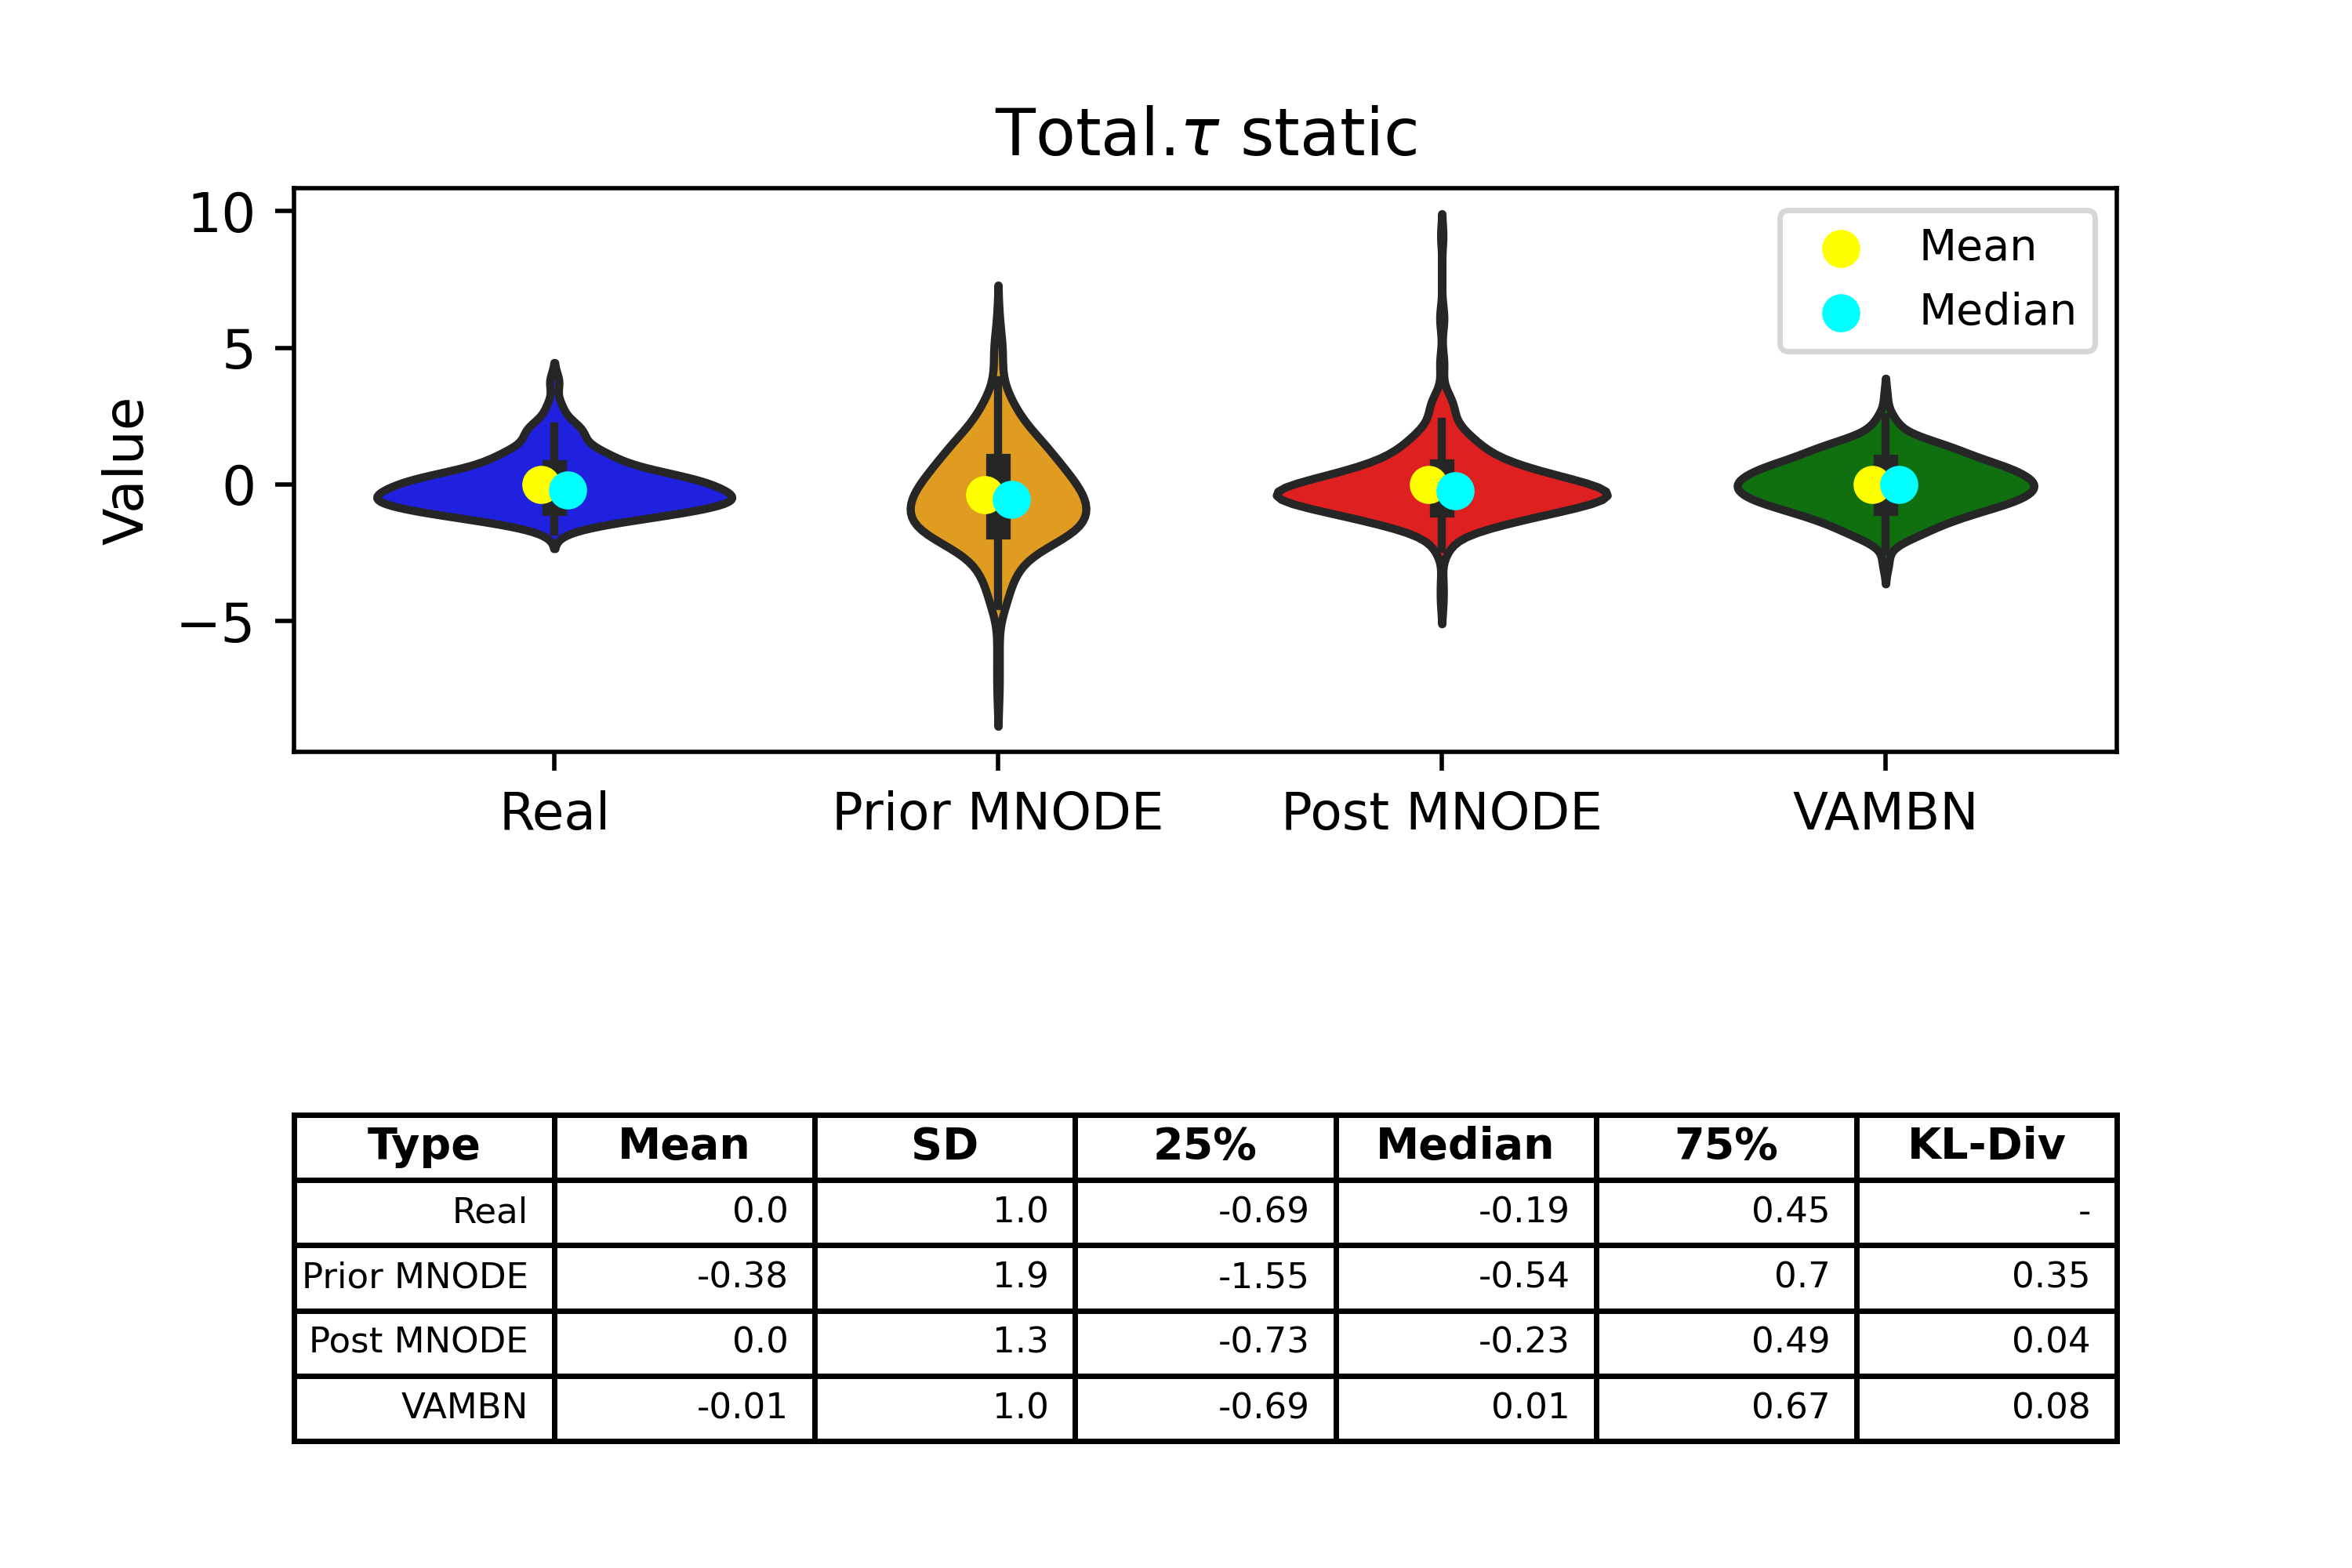 Total.τ static
10
5
0
−5
Value
Mean
Median
Real Prior MNODE Post MNODE VAMBN
Type Mean SD 25% Median 75% KL-Div
Real 0.0 1.0 -0.69 -0.19 0.45 -
Prior MNODE -0.38 1.9 -1.55 -0.54 0.7 0.35
Post MNODE 0.0 1.3 -0.73 -0.23 0.49 0.04
VAMBN -0.01 1.0 -0.69 0.01 0.67 0.08